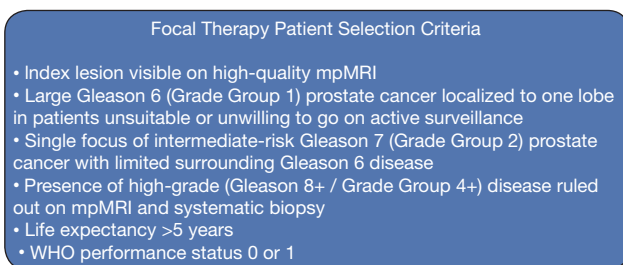 Focal Therapy Patient Selection Criteria
• Index lesion visible on high-quality mpMRI
• Large Gleason 6 (Grade Group 1) prostate cancer localized to one lobe
in patients unsuitable or unwilling to go on active surveillance
• Single focus of intermediate-risk Gleason 7 (Grade Group 2) prostate
cancer with limited surrounding Gleason 6 disease
• Presence of high-grade (Gleason 8+ / Grade Group 4+) disease ruled
out on mpMRI and systematic biopsy
• Life expectancy >5 years
• WHO performance status 0 or 1